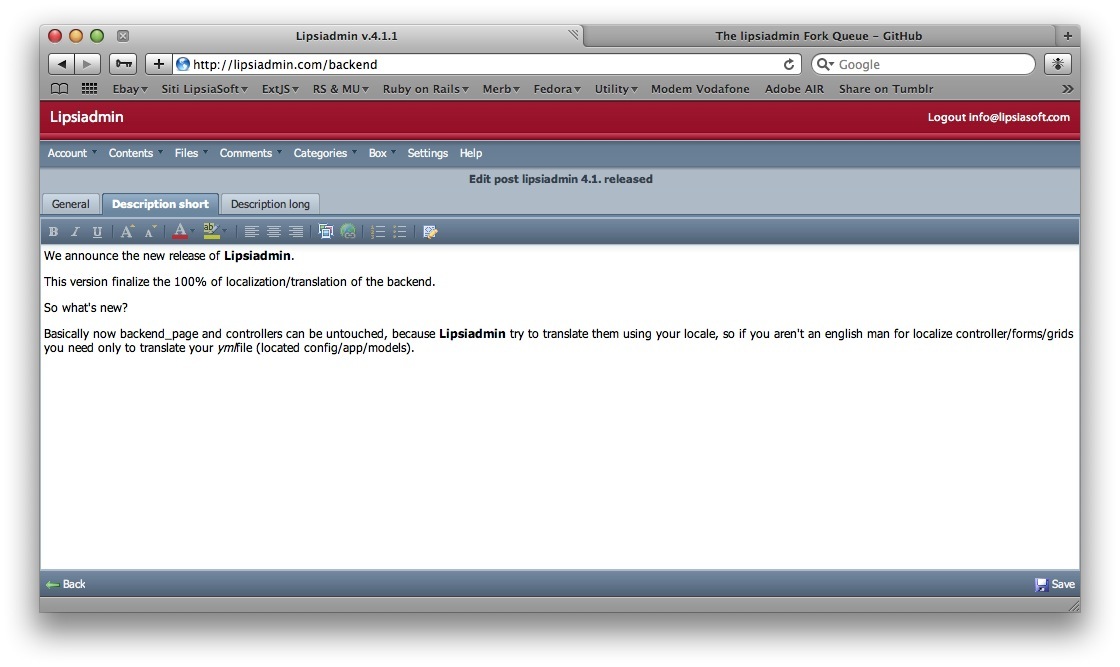 Lipsiadmin v.4.1.1 The lipsiadmin Fork Queue – GitHub
http://lipsiadmin.com/backend Google
Ebay Siti LipsiaSoft ExtJS RS & MU Ruby on Rails Merb Fedora Utility Modem Vodafone Adobe AIR Share on Tumblr
Lipsiadmin Logout info@lipsiasoft.com
Account Contents Files Comments Categories Box Settings Help
Edit post lipsiadmin 4.1. released
General Description short Description long
B I U A A A ab
We announce the new release of Lipsiadmin.
This version finalize the 100% of localization/translation of the backend.
So what's new?
Basically now backend_page and controllers can be untouched, because Lipsiadmin try to translate them using your locale, so if you aren't an english man for localize controller/forms/grids
you need only to translate your ymlfile (located config/app/models).
Back Save